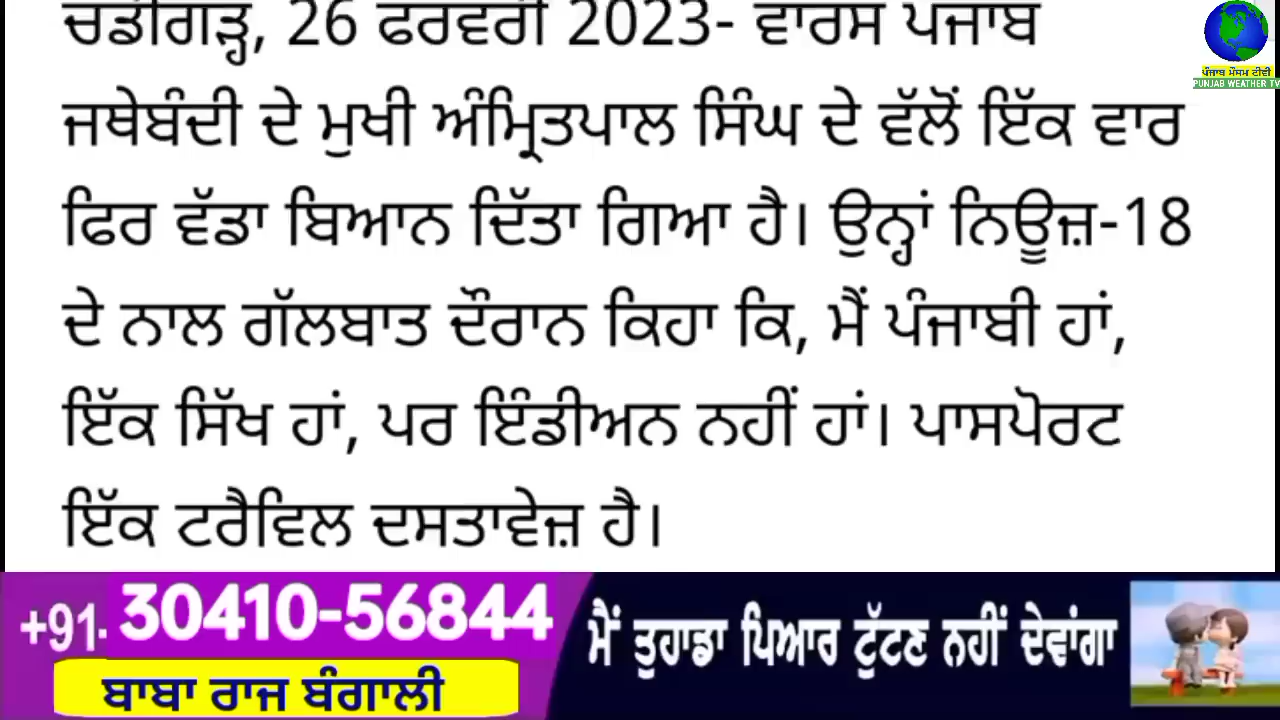 ਚੰਡੀਗੜ੍ਹ, 26 ਫਰਵਰੀ 2023- ਵਾਰਸ ਪੰਜਾਬ
ਜਥੇਬੰਦੀ ਦੇ ਮੁਖੀ ਅੰਮ੍ਰਿਤਪਾਲ ਸਿੰਘ ਦੇ ਵੱਲੋਂ ਇੱਕ ਵਾਰ
ਫਿਰ ਵੱਡਾ ਬਿਆਨ ਦਿੱਤਾ ਗਿਆ ਹੈ। ਉਨ੍ਹਾਂ ਨਿਊਜ਼-18
ਦੇ ਨਾਲ ਗੱਲਬਾਤ ਦੌਰਾਨ ਕਿਹਾ ਕਿ, ਮੈਂ ਪੰਜਾਬੀ ਹਾਂ,
ਇੱਕ ਸਿੱਖ ਹਾਂ, ਪਰ ਇੰਡੀਅਨ ਨਹੀਂ ਹਾਂ। ਪਾਸਪੋਰਟ
ਇੱਕ ਟਰੈਵਿਲ ਦਸਤਾਵੇਜ਼ ਹੈ।
ਪੰਜਾਬ ਮੌਸਮ ਟੀਵੀ
PUNJAB WEATHER TV
+91- 30410-56844
ਬਾਬਾ ਰਾਜ ਬੰਗਾਲੀ
ਮੈਂ ਤੁਹਾਡਾ ਪਿਆਰ ਟੁੱਟਣ ਨਹੀਂ ਦੇਵਾਂਗਾ